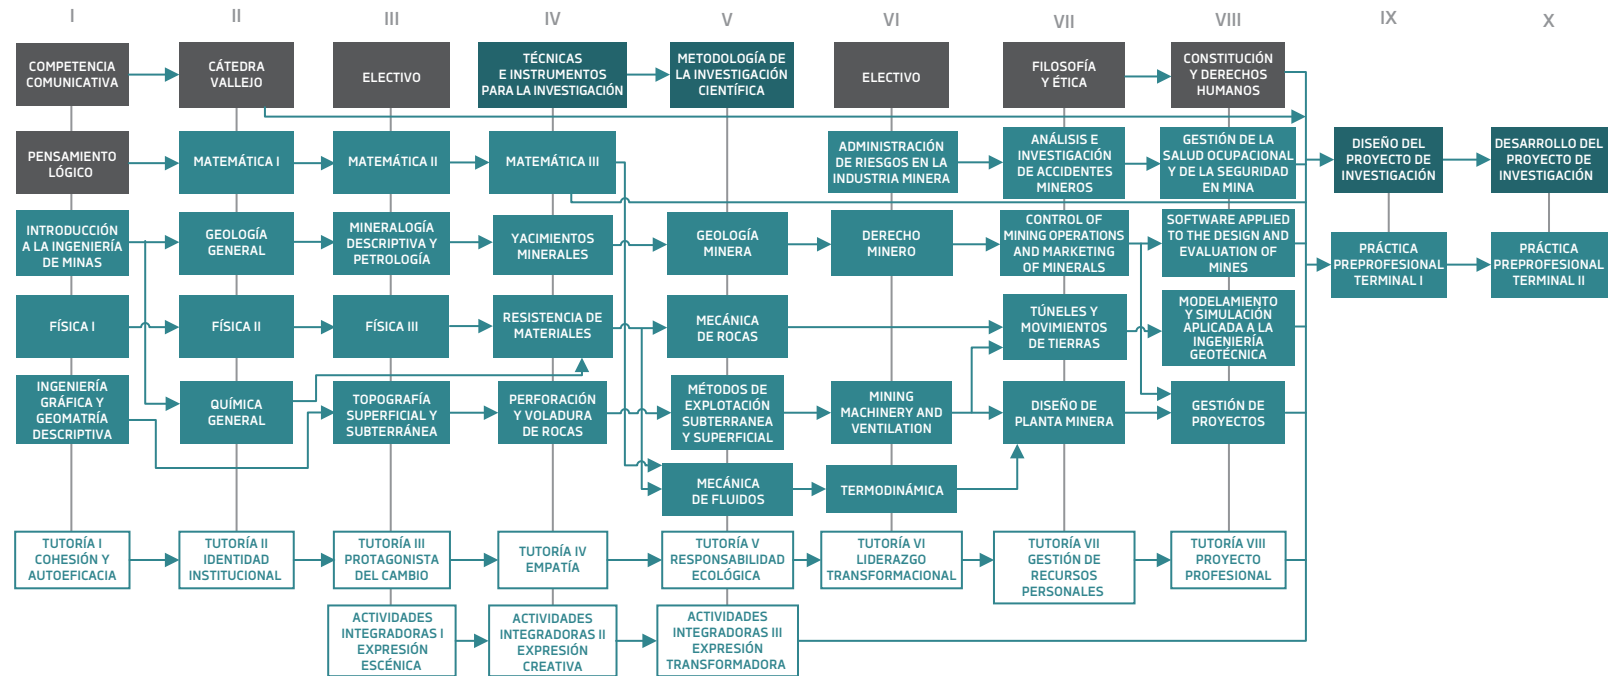 I
II
III
IV
V
VI
VII
VIII
IX
X
COMPETENCIA
COMUNICATIVA
CÁTEDRA
VALLEJO
ELECTIVO
TÉCNICAS
E INSTRUMENTOS
PARA LA INVESTIGACIÓN
METODOLOGÍA DE
LA INVESTIGACIÓN
CIENTÍFICA
ELECTIVO
FILOSOFÍA
Y ÉTICA
CONSTITUCIÓN
Y DERECHOS
HUMANOS
PENSAMIENTO
LÓGICO
MATEMÁTICA I
MATEMÁTICA II
MATEMÁTICA III
ADMINISTRACIÓN
DE RIESGOS EN LA
INDUSTRIA MINERA
ANÁLISIS E
INVESTIGACIÓN
DE ACCIDENTES
MINEROS
GESTIÓN DE LA
SALUD OCUPACIONAL
Y DE LA SEGURIDAD
EN MINA
DISEÑO DEL
PROYECTO DE
INVESTIGACIÓN
DESARROLLO DEL
PROYECTO DE
INVESTIGACIÓN
INTRODUCCIÓN
A LA INGENIERÍA
DE MINAS
GEOLOGÍA
GENERAL
MINERALOGÍA
DESCRIPTIVA Y
PETROLOGÍA
YACIMIENTOS
MINERALES
GEOLOGÍA
MINERA
DERECHO
MINERO
CONTROL OF
MINING OPERATIONS
AND MARKETING
OF MINERALS
SOFTWARE APPLIED
TO THE DESIGN AND
EVALUATION OF
MINES
PRÁCTICA
PREPROFESIONAL
TERMINAL I
PRÁCTICA
PREPROFESIONAL
TERMINAL II
FÍSICA I
FÍSICA II
FÍSICA III
RESISTENCIA DE
MATERIALES
MECÁNICA
DE ROCAS
TÚNELES Y
MOVIMIENTOS
DE TIERRAS
MODELAMIENTO
Y SIMULACIÓN
APLICADA A LA
INGENIERÍA
GEOTÉCNICA
INGENIERÍA
GRÁFICA Y
GEOMATRÍA
DESCRIPTIVA
QUÍMICA
GENERAL
TOPOGRAFÍA
SUPERFICIAL Y
SUBTERRÁNEA
PERFORACIÓN
Y VOLADURA
DE ROCAS
MÉTODOS DE
EXPLOTACIÓN
SUBTERRANEA
Y SUPERFICIAL
MINING
MACHINERY AND
VENTILATION
DISEÑO DE
PLANTA MINERA
GESTIÓN DE
PROYECTOS
MECÁNICA
DE FLUIDOS
TERMODINÁMICA
TUTORÍA I
COHESIÓN Y
AUTOEFICACIA
TUTORÍA II
IDENTIDAD
INSTITUCIONAL
TUTORÍA III
PROTAGONISTA
DEL CAMBIO
TUTORÍA IV
EMPATÍA
TUTORÍA V
RESPONSABILIDAD
ECOLÓGICA
TUTORÍA VI
LIDERAZGO
TRANSFORMACIONAL
TUTORÍA VII
GESTIÓN DE
RECURSOS
PERSONALES
TUTORÍA VIII
PROYECTO
PROFESIONAL
ACTIVIDADES
INTEGRADORAS I
EXPRESIÓN
ESCÉNICA
ACTIVIDADES
INTEGRADORAS II
EXPRESIÓN
CREATIVA
ACTIVIDADES
INTEGRADORAS III
EXPRESIÓN
TRANSFORMADORA